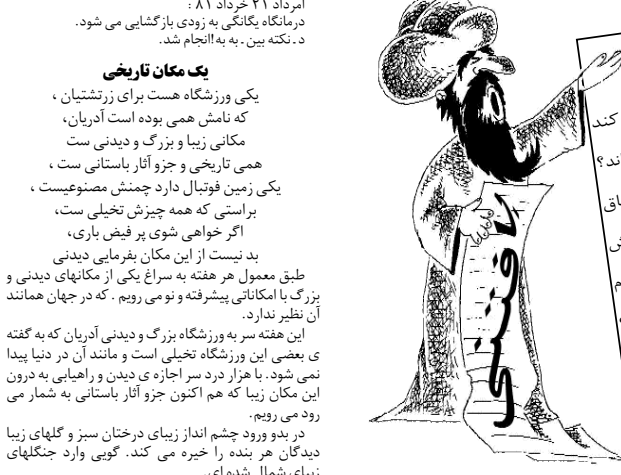 امرداد ۲۱ خرداد ۸۱ :
درمانگاه یگانگی به زودی بازگشایی می شود.
د ـ نکته بین ـ به به!انجام شد.
یک مکان تاریخی
یکی ورزشگاه هست برای زرتشتیان ،
که نامش همی بوده است آدریان،
مکانی زیبا و بزرگ و دیدنی ست
همی تاریخی و جزو آثار باستانی ست ،
یکی زمین فوتبال دارد چمنش مصنوعیست ،
براستی که همه چیزش تخیلی ست،
اگر خواهی شوی پر فیض باری،
بد نیست از این مکان بفرمایی دیدنی
طبق معمول هر هفته به سراغ یکی از مکانهای دیدنی و
بزرگ با امکاناتی پیشرفته و نو می رویم . که در جهان همانند
آن نظیر ندارد.
این هفته سر به ورزشگاه بزرگ و دیدنی آدریان که به گفته
ی بعضی این ورزشگاه تخیلی است و مانند آن در دنیا پیدا
نمی شود. با هزار درد سر اجازه ی دیدن و راهیابی به درون
این مکان زیبا که هم اکنون جزو آثار باستانی به شمار می
رود می رویم.
در بدو ورود چشم انداز زیبای درختان سبز و گلهای زیبا
دیدگان هر بنده را خیره می کند. گویی وارد جنگلهای
زیبای شمال شده ای.
کند